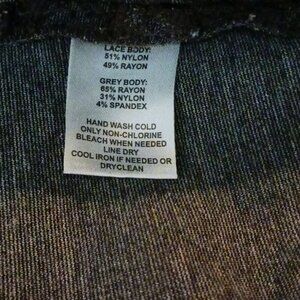 LACE BODY:
51% NYLON
49% RAYON
GREY BODY:
65% RAYON
31% NYLON
4% SPANDEX
HAND WASH COLD
ONLY NON-CHLORINE
BLEACH WHEN NEEDED
LINE DRY
COOL IRON IF NEEDED OR
DRYCLEAN